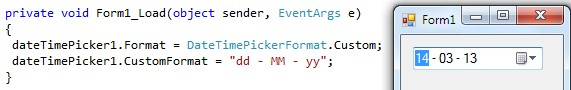 private void Form1_Load(object sender, EventArgs e)
{
dateTimePicker1.Format = DateTimePickerFormat.Custom;
dateTimePicker1.CustomFormat = "dd - MM - yy";
}
Form1
14 - 03 - 13